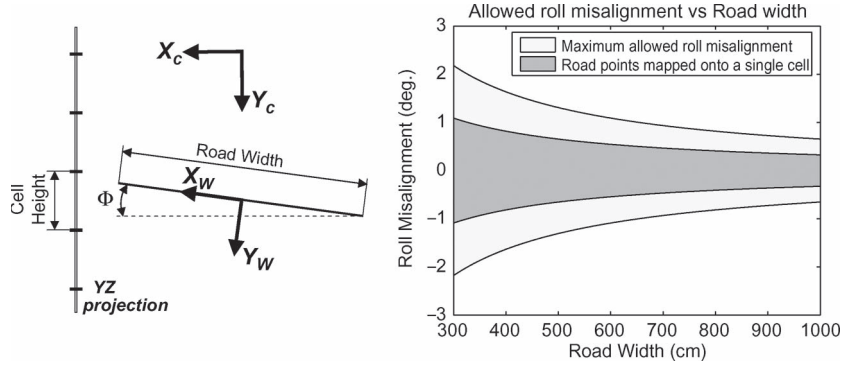 X_C
Y_C
Road Width
X_W
Φ
Y_W
Cell
Height
YZ
projection
Allowed roll misalignment vs Road width
Maximum allowed roll misalignment
Road points mapped onto a single cell
Roll Misalignment (deg.)
3
2
1
0
−1
−2
−3
300 400 500 600 700 800 900 1000
Road Width (cm)